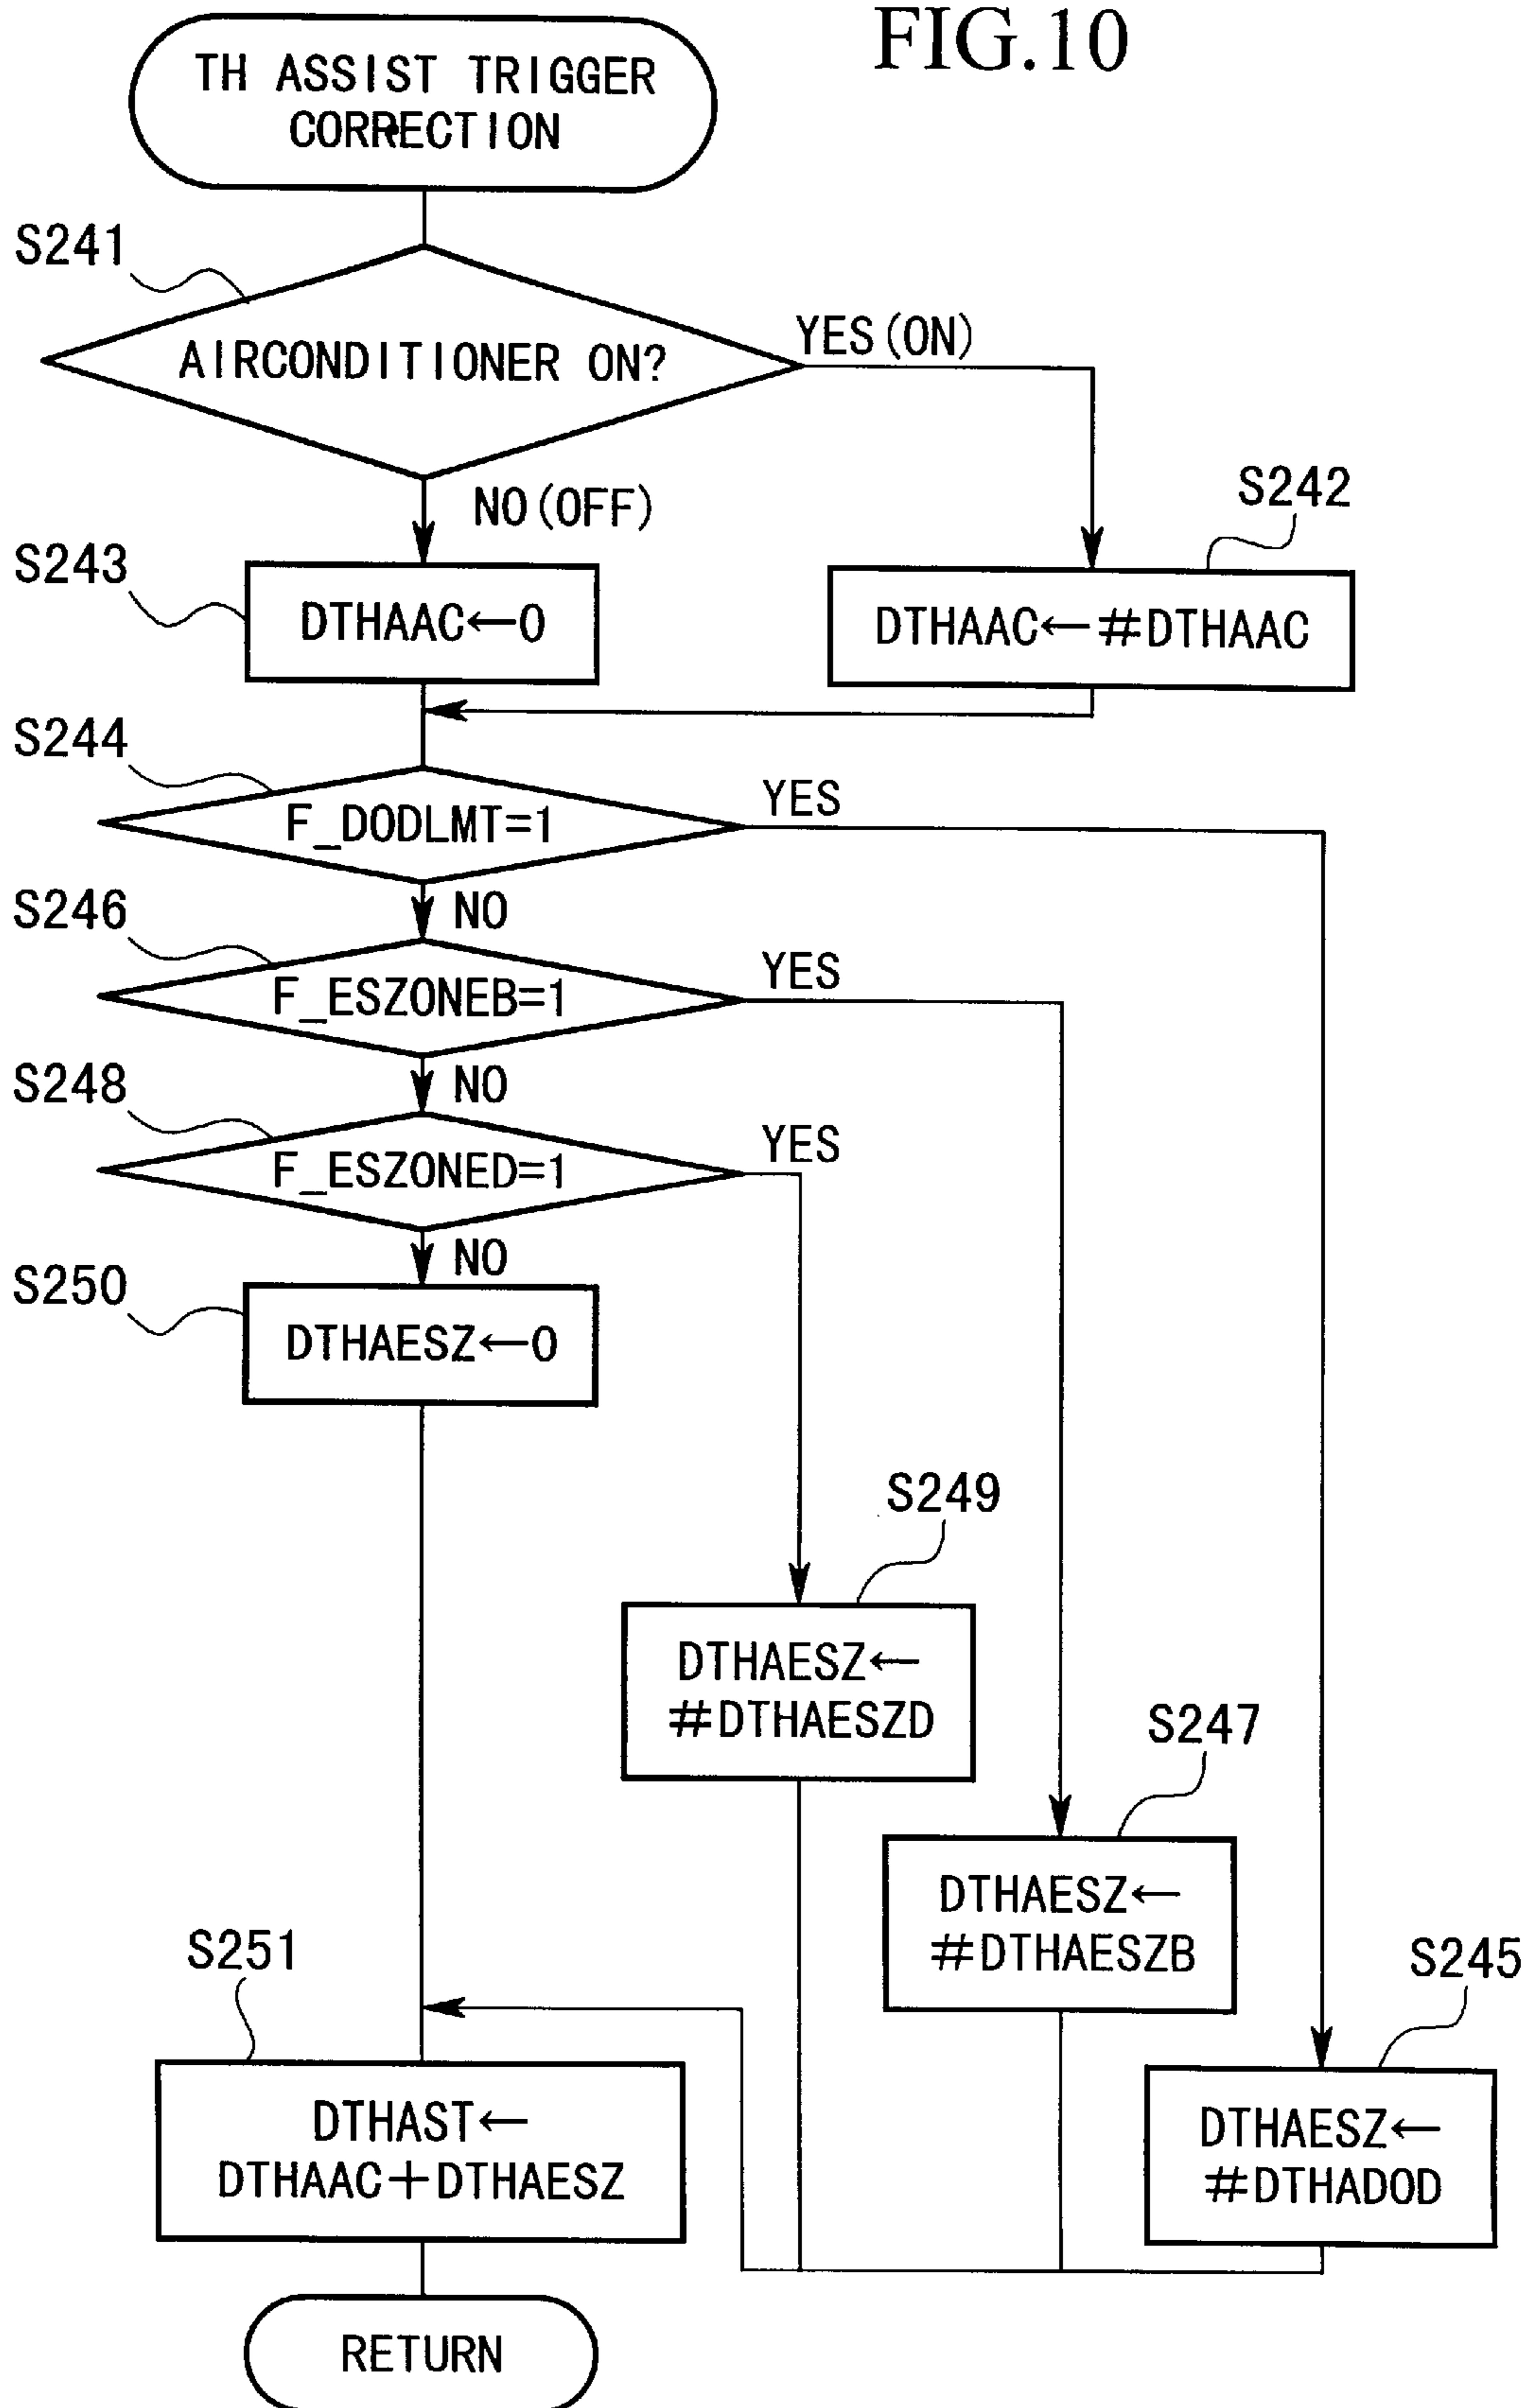 FIG.10
TH ASSIST TRIGGER
CORRECTION
S241
AIRCONDITIONER ON?
YES(ON)
NO(OFF)
S242
S243
DTHAAC←0
DTHAAC←#DTHAAC
S244
F_DODLMT=1
YES
NO
S246
F_ESZONEB=1
YES
NO
S248
F_ESZONED=1
YES
NO
S250
DTHAESZ←0
S249
DTHAESZ←
#DTHAESZD
S247
DTHAESZ←
#DTHAESZB
S245
DTHAESZ←
#DTHADOD
S251
DTHAST←
DTHAAC+DTHAESZ
RETURN